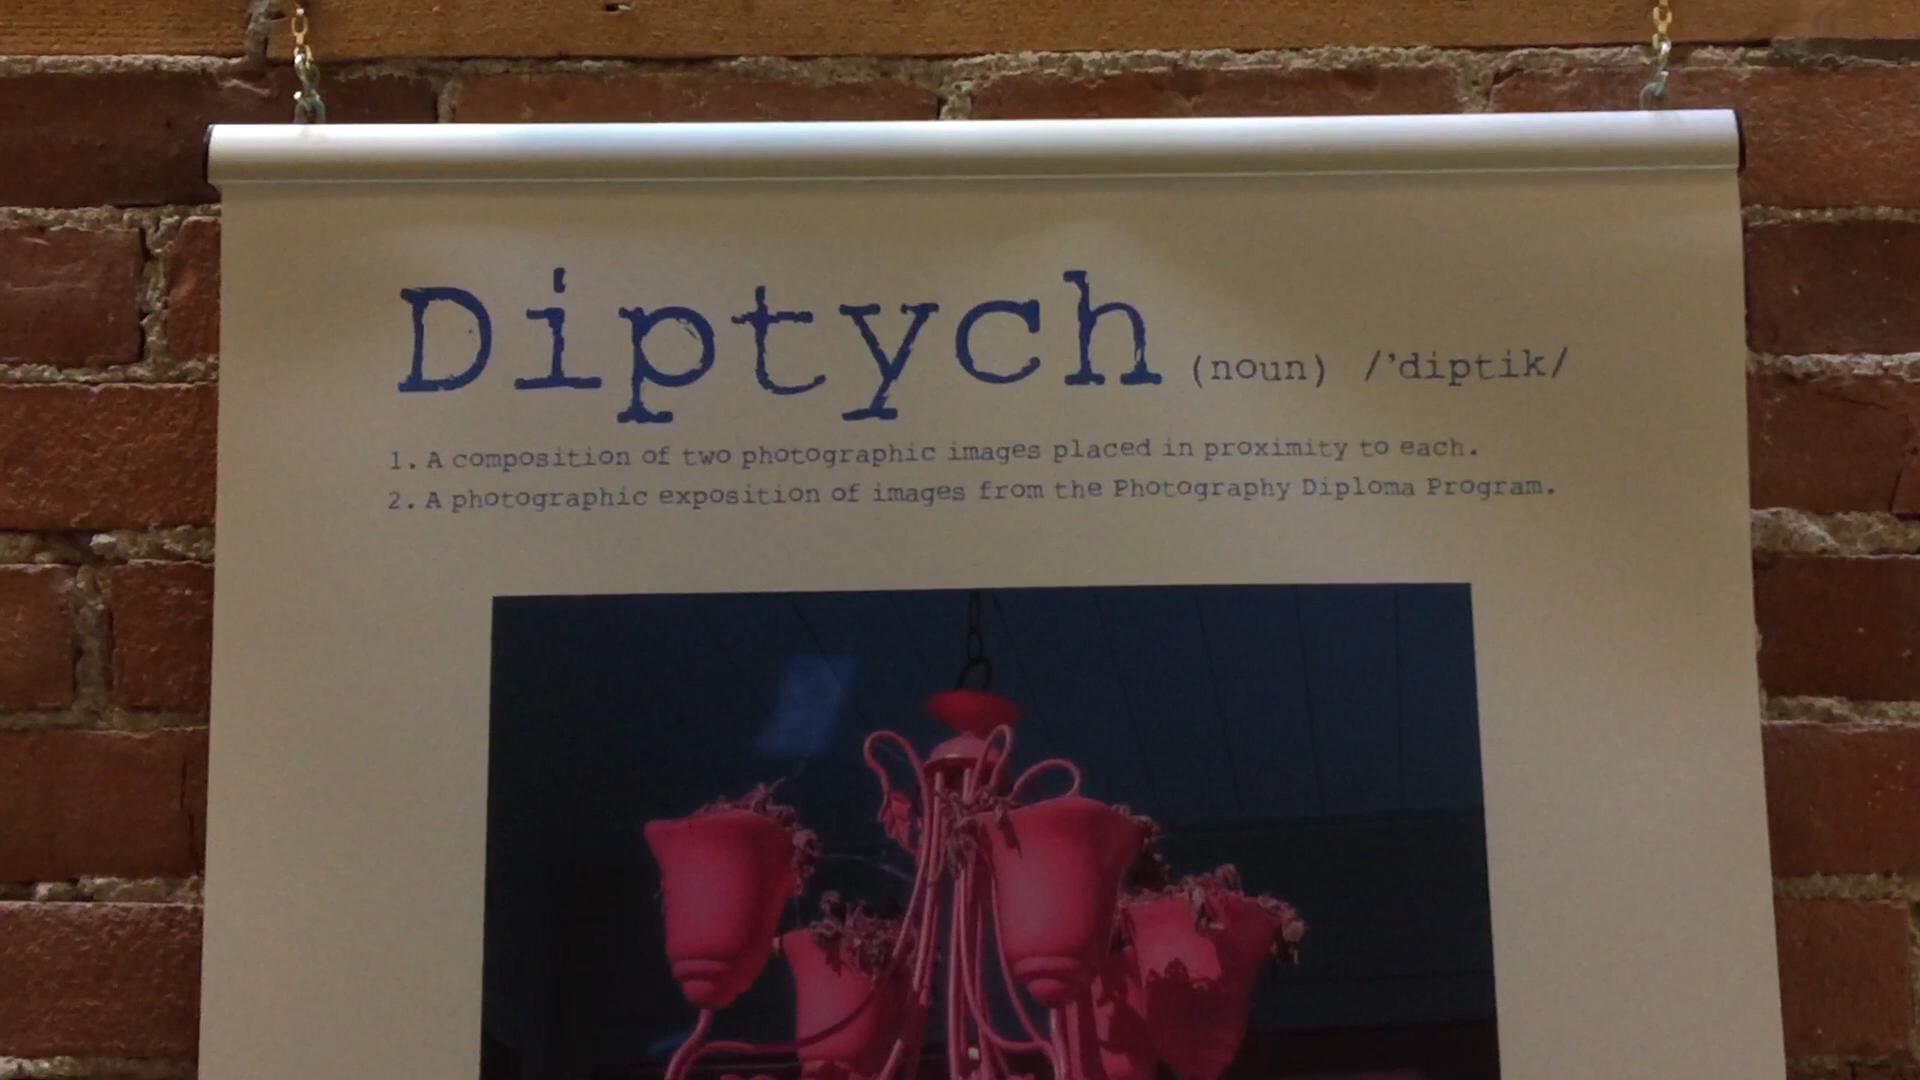 Diptych (noun) /'diptik/
1. A composition of two photographic images placed in proximity to each.
2. A photographic exposition of images from the Photography Diploma Program.